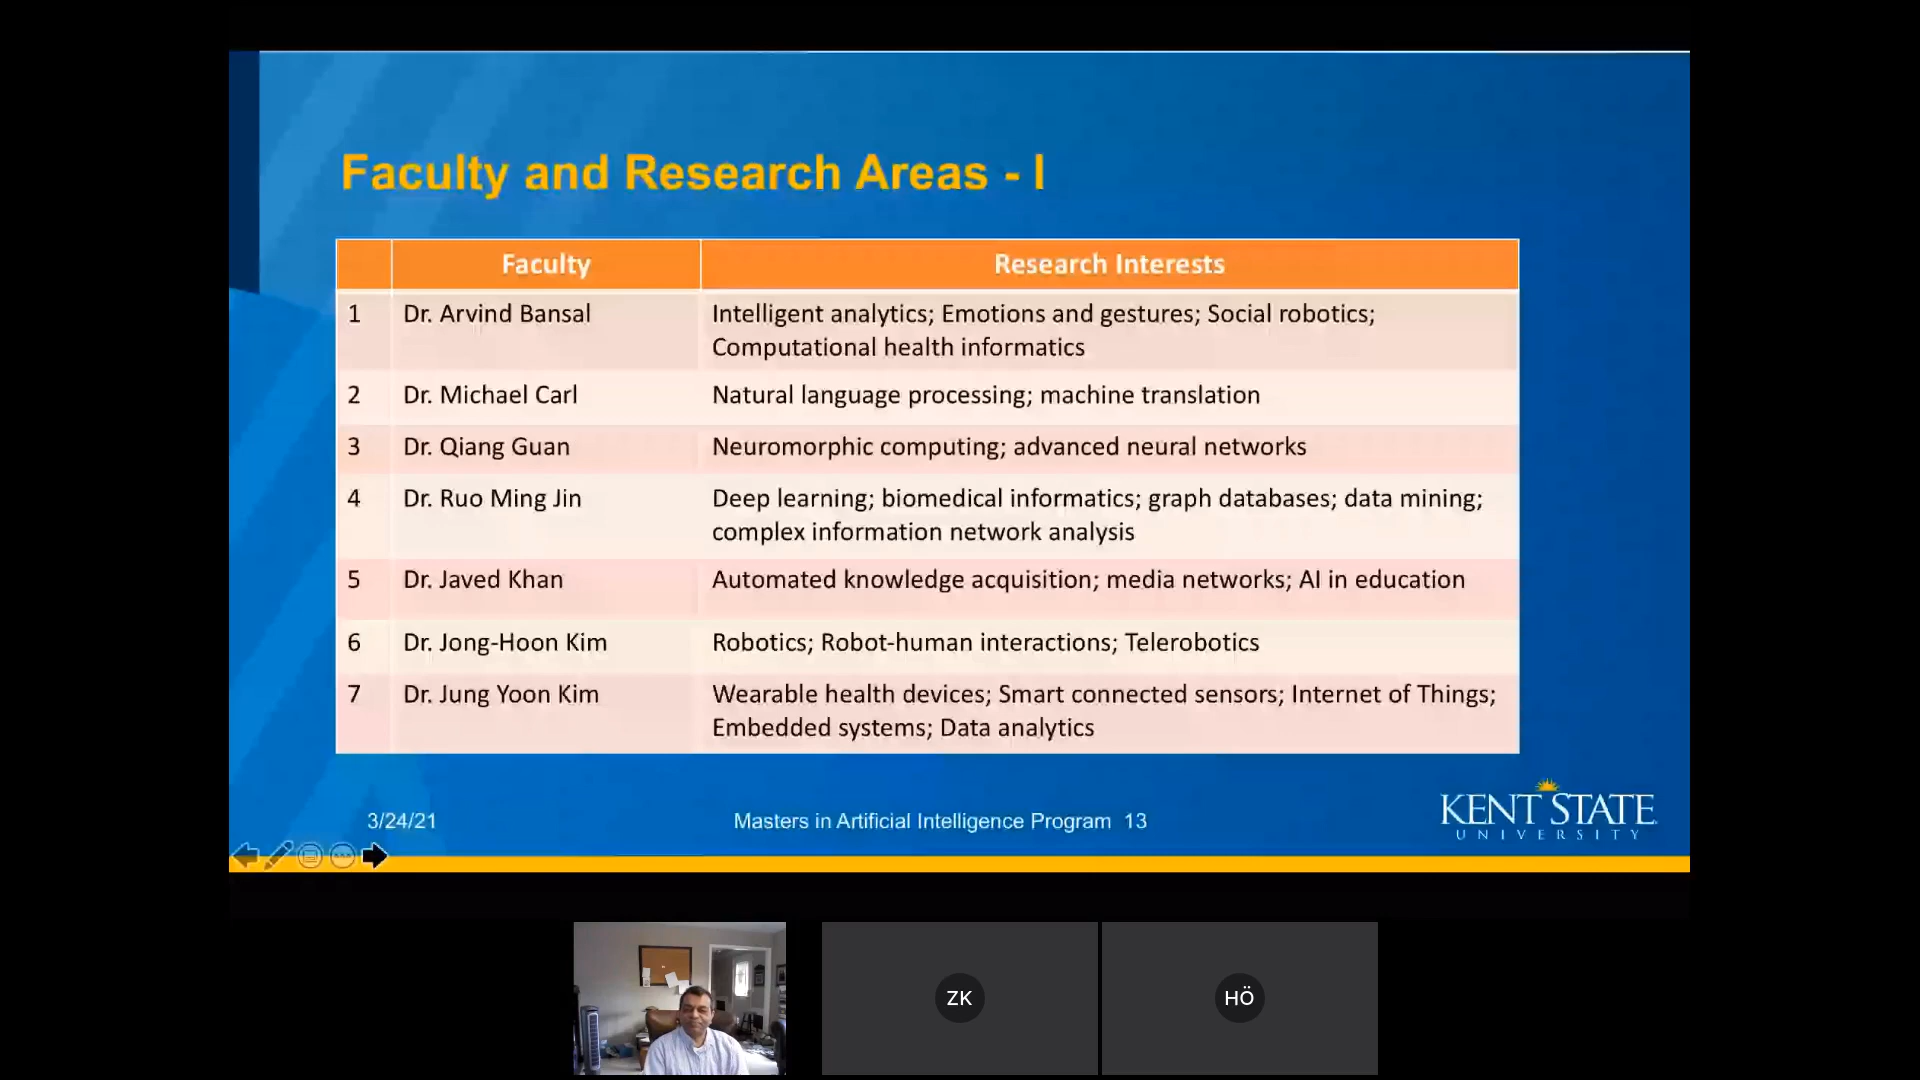 Faculty and Research Areas - I
Faculty Research Interests
1 Dr. Arvind Bansal Intelligent analytics; Emotions and gestures; Social robotics;
Computational health informatics
2 Dr. Michael Carl Natural language processing; machine translation
3 Dr. Qiang Guan Neuromorphic computing; advanced neural networks
4 Dr. Ruo Ming Jin Deep learning; biomedical informatics; graph databases; data mining;
complex information network analysis
5 Dr. Javed Khan Automated knowledge acquisition; media networks; AI in education
6 Dr. Jong-Hoon Kim Robotics; Robot-human interactions; Telerobotics
7 Dr. Jung Yoon Kim Wearable health devices; Smart connected sensors; Internet of Things;
Embedded systems; Data analytics
3/24/21 Masters in Artificial Intelligence Program 13
KENT STATE
UNIVERSITY
ZK HÖ